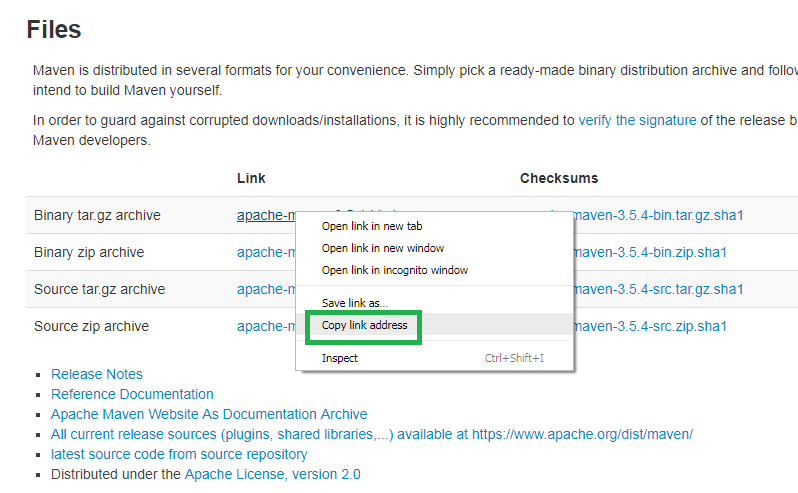 Files
Maven is distributed in several formats for your convenience. Simply pick a ready-made binary distribution archive and follo
intend to build Maven yourself.
In order to guard against corrupted downloads/installations, it is highly recommended to verify the signature of the release b
Maven developers.
Link Checksums
Binary tar.gz archive apache-m maven-3.5.4-bin.tar.gz.sha1
Open link in new tab
Open link in new window
Binary zip archive apache-m maven-3.5.4-bin.zip.sha1
Open link in incognito window
Source tar.gz archive apache-m maven-3.5.4-src.tar.gz.sha1
Save link as...
Copy link address
Source zip archive apache-m maven-3.5.4-src.zip.sha1
Inspect Ctrl+Shift+I
Release Notes
Reference Documentation
Apache Maven Website As Documentation Archive
All current release sources (plugins, shared libraries,...) available at https://www.apache.org/dist/maven/
latest source code from source repository
Distributed under the Apache License, version 2.0